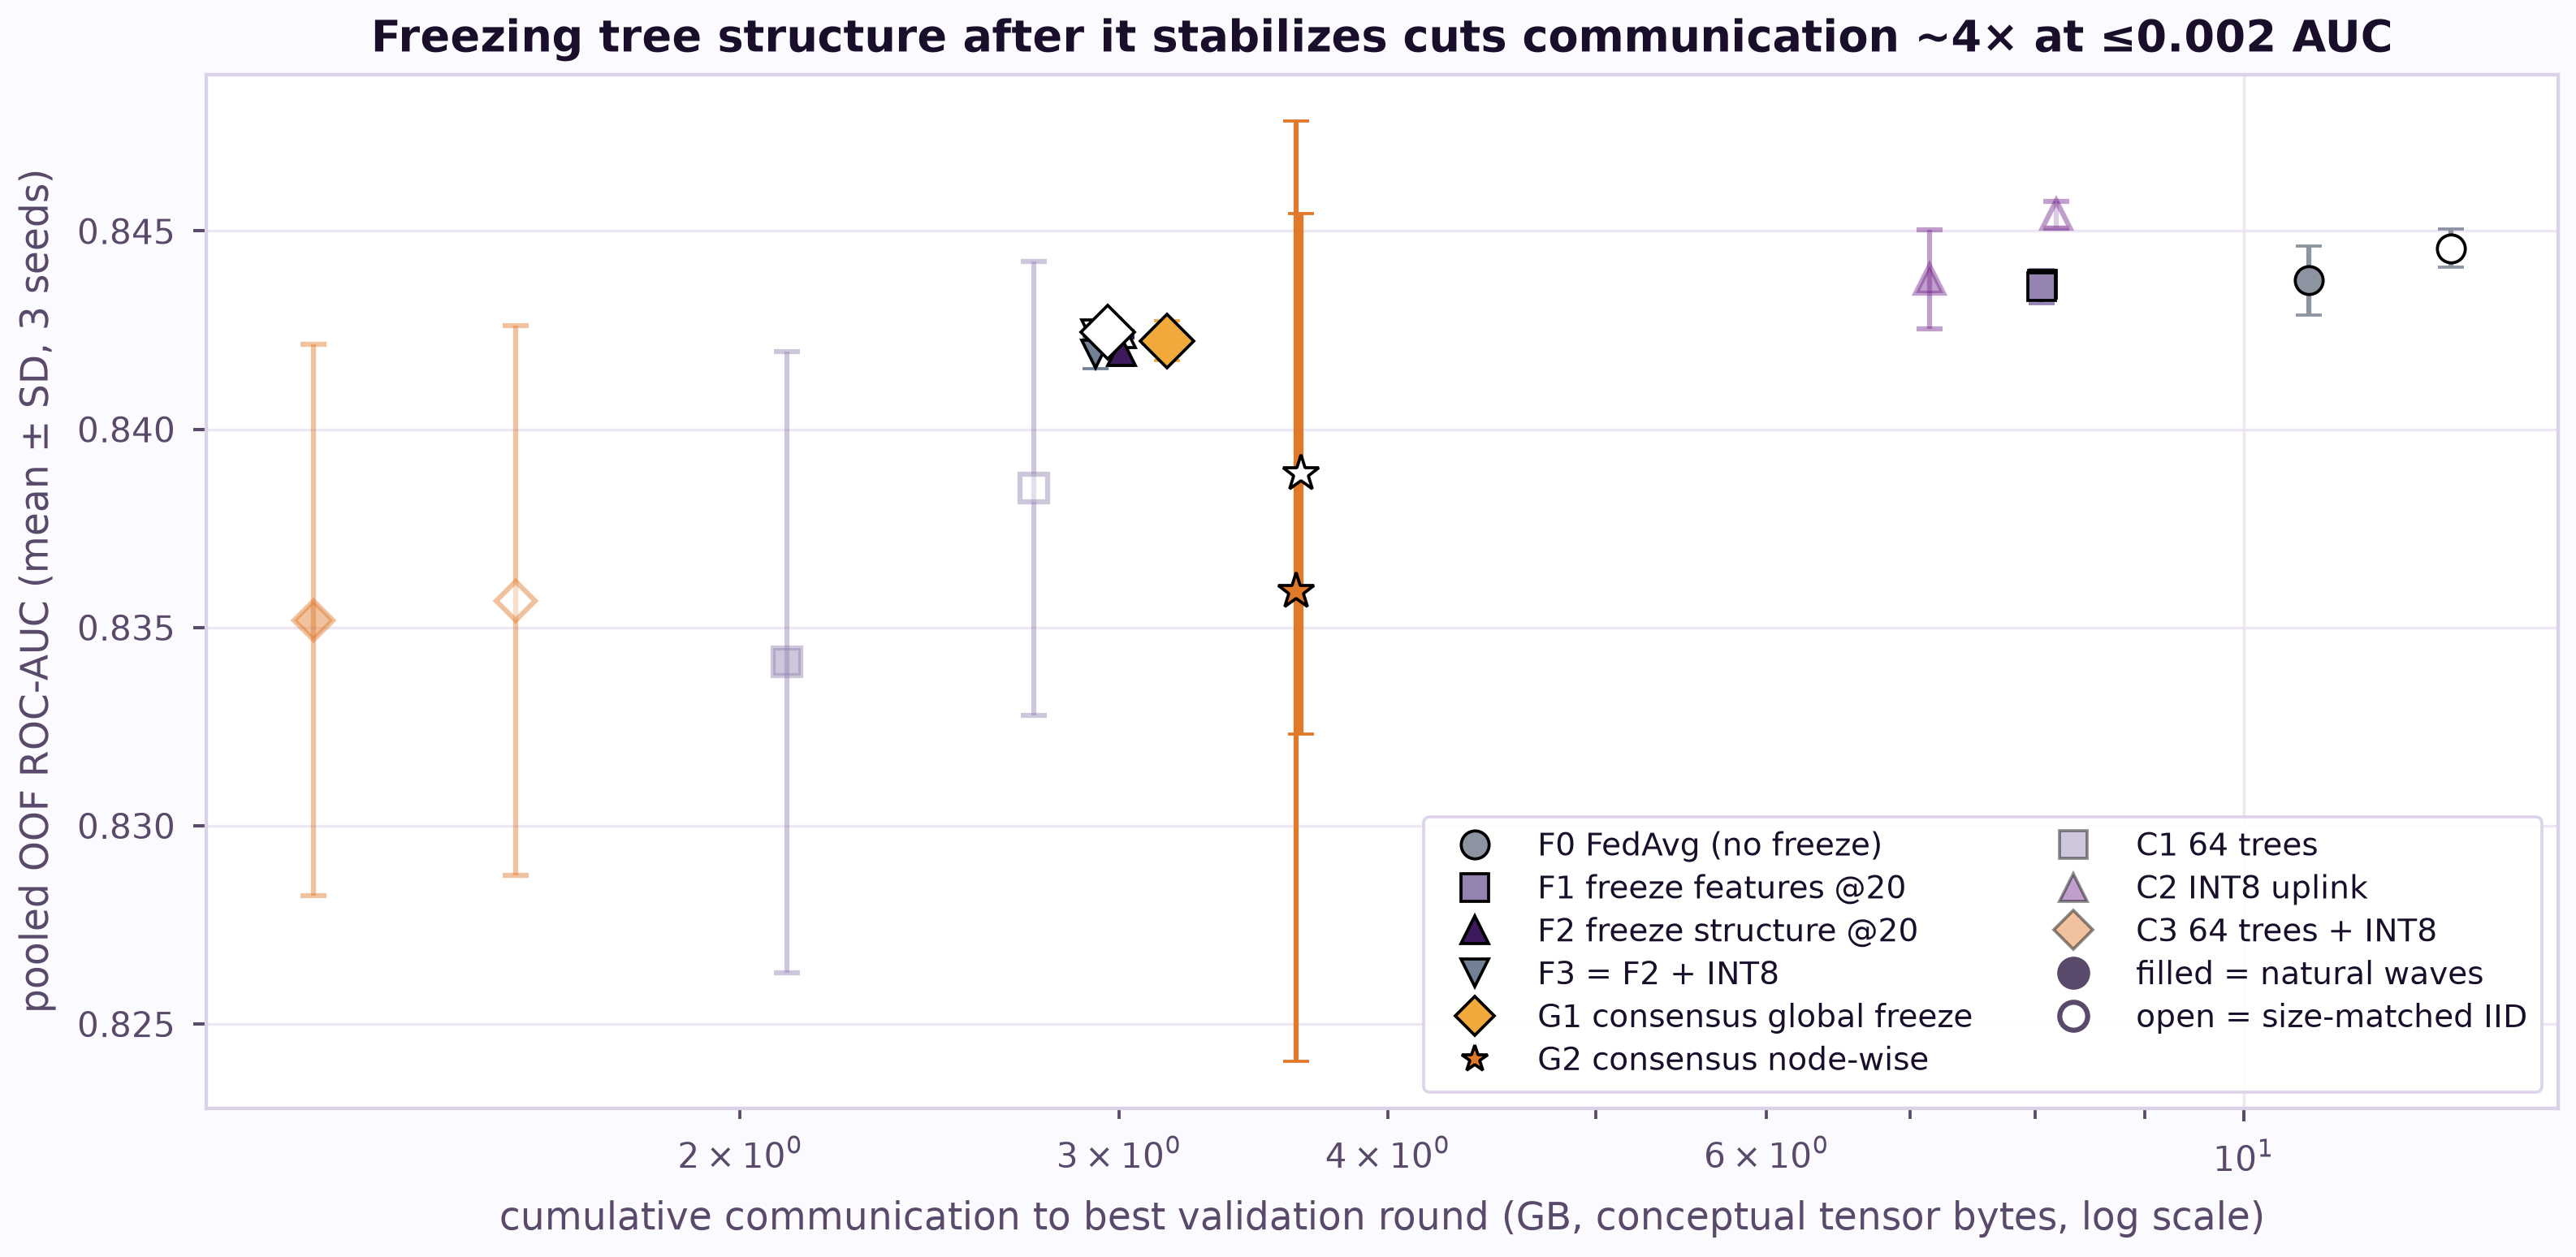 Freezing tree structure after it stabilizes cuts communication ~4× at ≤0.002 AUC
pooled OOF ROC-AUC (mean ± SD, 3 seeds)
0.845
0.840
0.835
0.830
0.825
F0 FedAvg (no freeze)
F1 freeze features @20
F2 freeze structure @20
F3 = F2 + INT8
G1 consensus global freeze
G2 consensus node-wise
C1 64 trees
C2 INT8 uplink
C3 64 trees + INT8
filled = natural waves
open = size-matched IID
2 × 10⁰
3 × 10⁰
4 × 10⁰
6 × 10⁰
10¹
cumulative communication to best validation round (GB, conceptual tensor bytes, log scale)